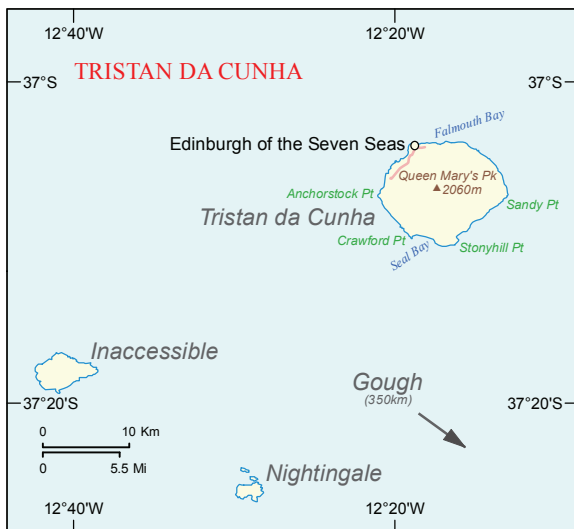 12°40'W
12°20'W
37°S
TRISTAN DA CUNHA
37°S
Falmouth Bay
Edinburgh of the Seven Seas
Queen Mary's Pk
2060m
Anchorstock Pt
Sandy Pt
Tristan da Cunha
Crawford Pt
Seal Bay
Stonyhill Pt
Inaccessible
Gough
(350km)
37°20'S
37°20'S
0 10 Km
0 5.5 Mi
Nightingale
12°40'W
12°20'W